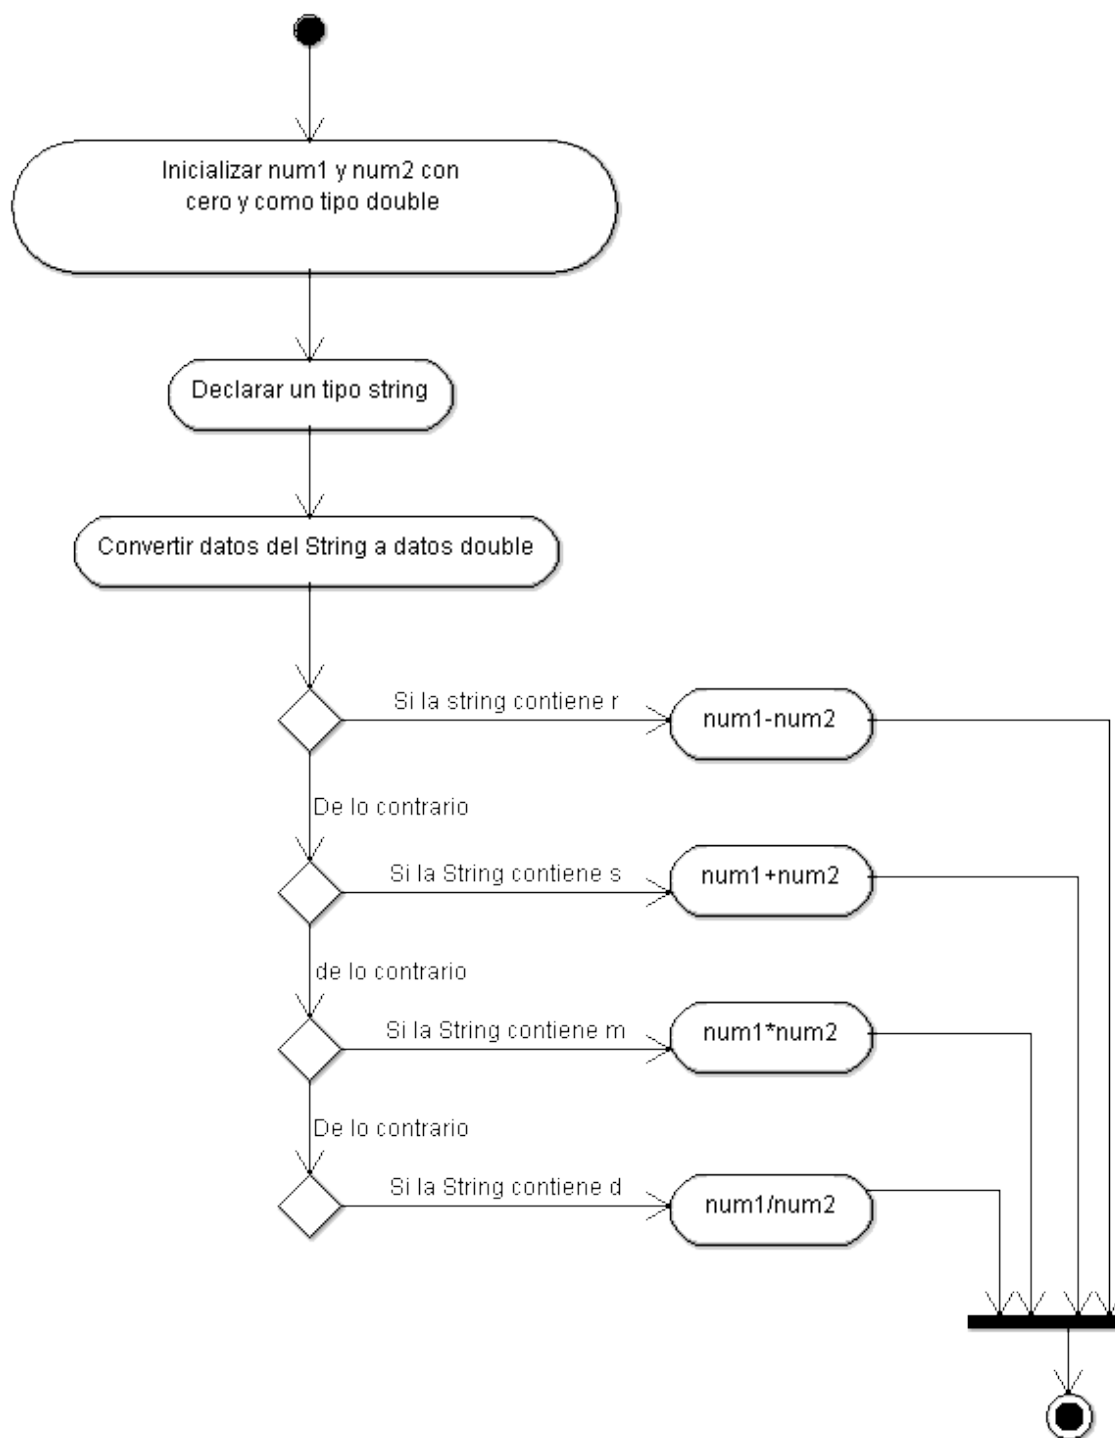 Inicializar num1 y num2 con
cero y como tipo double
Declarar un tipo string
Convertir datos del String a datos double
Si la string contiene r
num1-num2
De lo contrario
Si la String contiene s
num1+num2
de lo contrario
Si la String contiene m
num1*num2
De lo contrario
Si la String contiene d
num1/num2